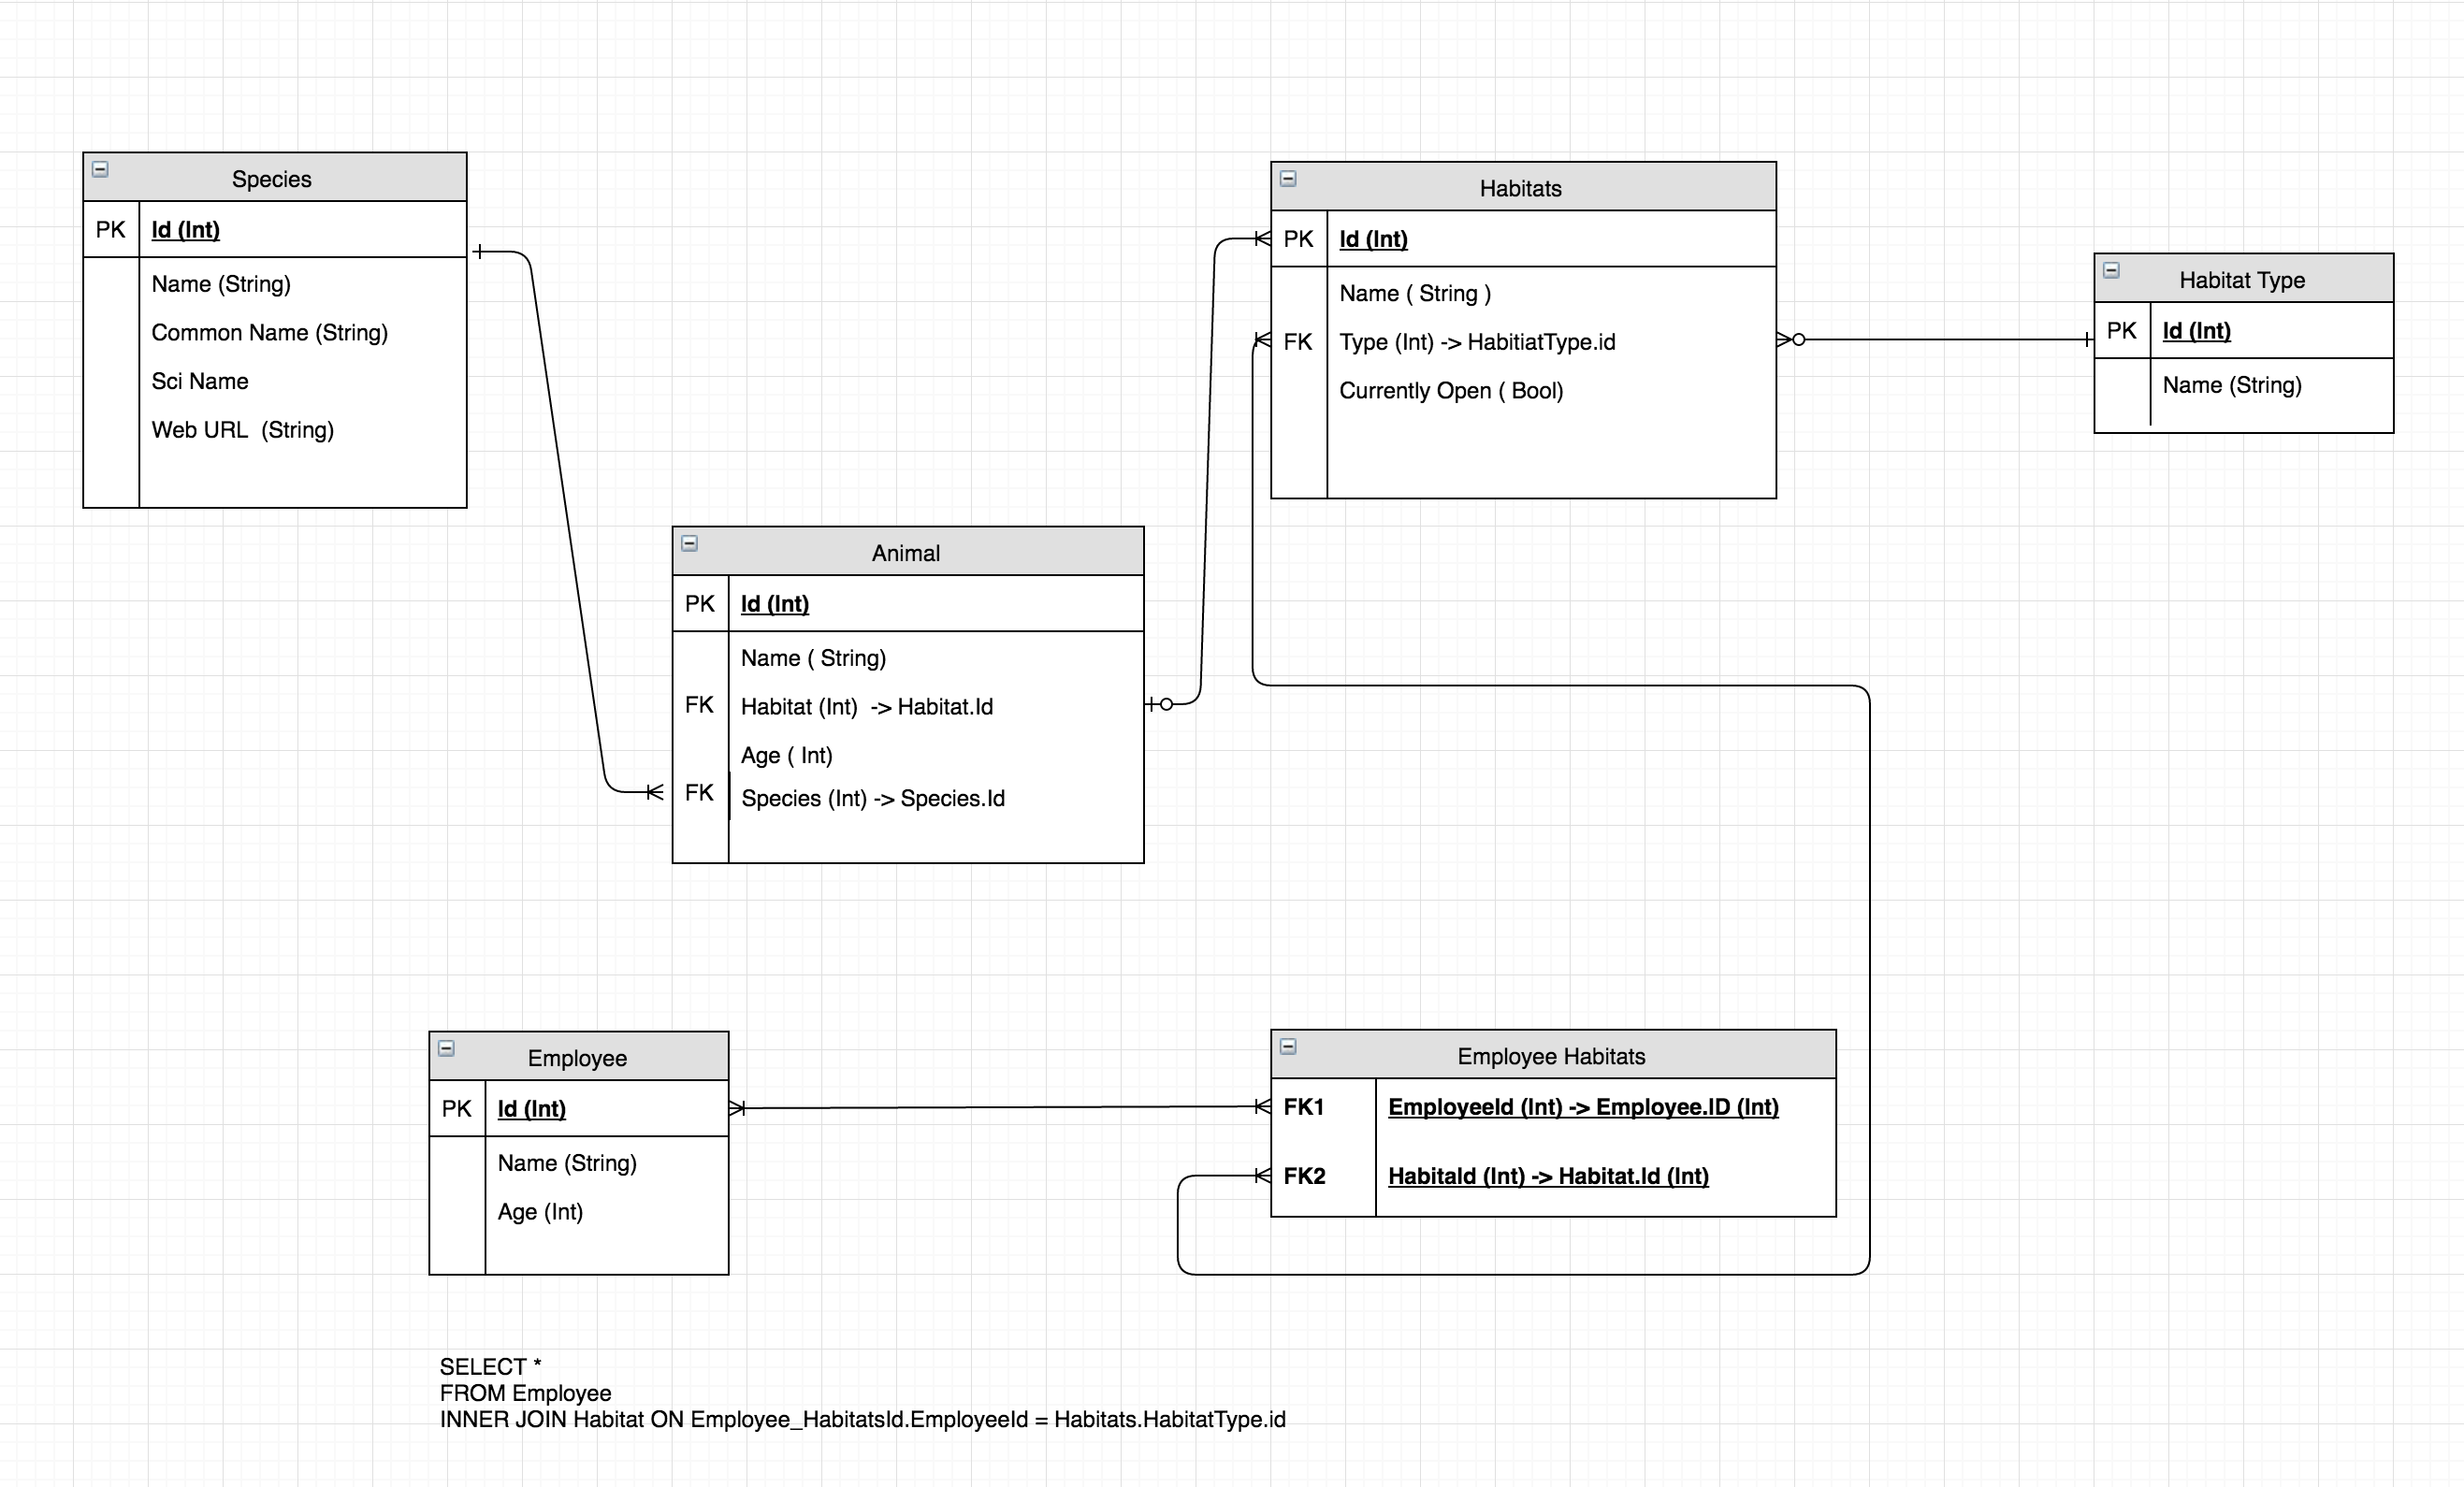 Species
PK Id (Int)
Name (String)
Common Name (String)
Sci Name
Web URL (String)
Habitats
PK Id (Int)
Name ( String )
FK Type (Int) -> HabitiatType.id
Currently Open ( Bool)
Habitat Type
PK Id (Int)
Name (String)
Animal
PK Id (Int)
Name ( String)
FK Habitat (Int) -> Habitat.Id
Age ( Int)
FK Species (Int) -> Species.Id
Employee
PK Id (Int)
Name (String)
Age (Int)
Employee Habitats
FK1 EmployeeId (Int) -> Employee.ID (Int)
FK2 HabitaId (Int) -> Habitat.Id (Int)
SELECT *
FROM Employee
INNER JOIN Habitat ON Employee_HabitatsId.EmployeeId = Habitats.HabitatType.id